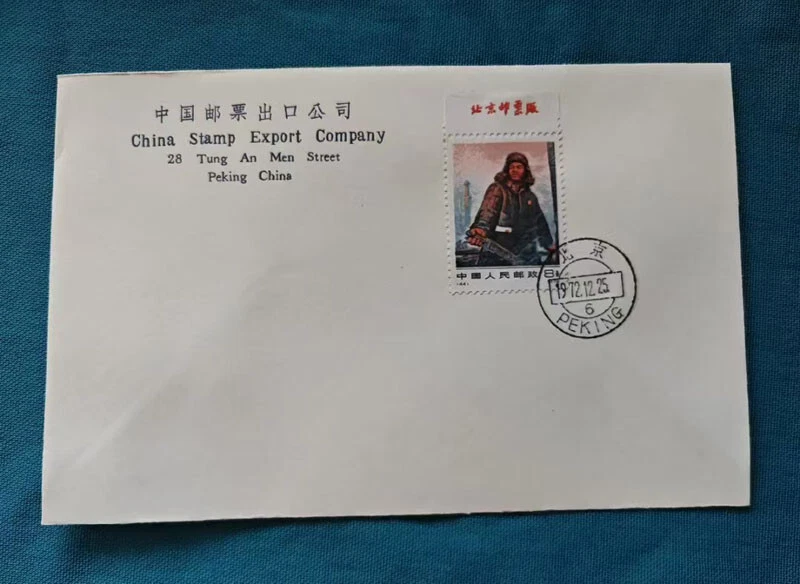 中国邮票出口公司
China Stamp Export Company
28 Tung An Men Street
Peking China
北京邮票厂
中国人民邮政
北京
1972.12.25.
6
PEKING